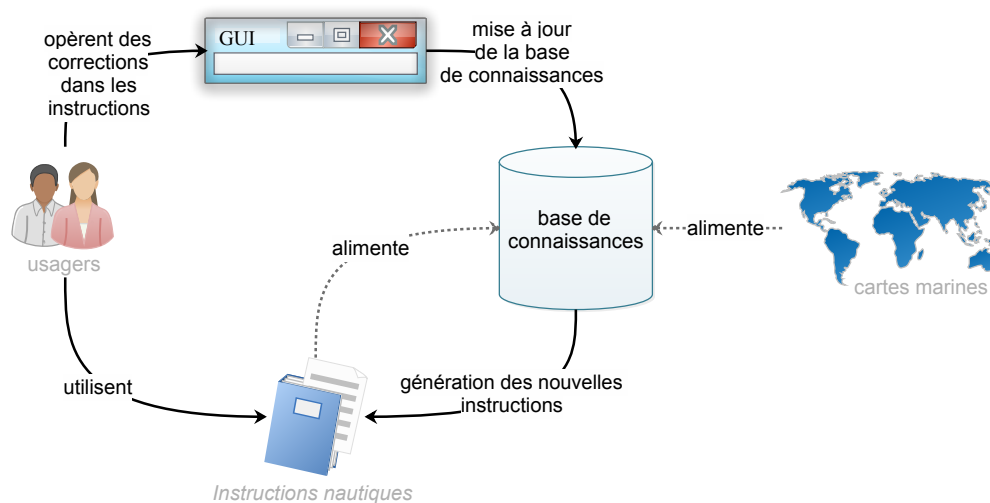 opèrent des
corrections
dans les
instructions
GUI
mise à jour
de la base
de connaissances
usagers
alimente
base de
connaissances
alimente
cartes marines
utilisent
génération des nouvelles
instructions
Instructions nautiques